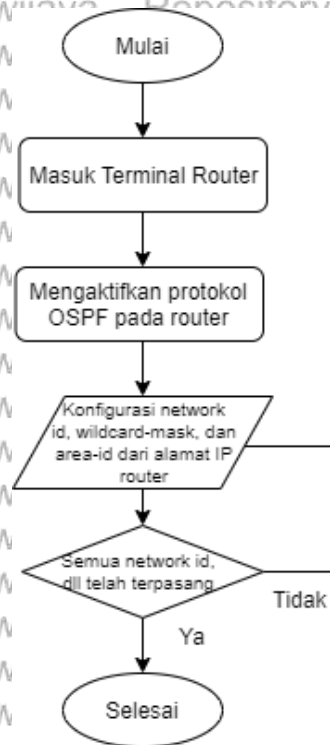 Repository
Mulai
Masuk Terminal Router
Mengaktifkan protokol
OSPF pada router
Konfigurasi network
id, wildcard-mask, dan
area-id dari alamat IP
router
Semua network id,
dll telah terpasang
Tidak
Ya
Selesai